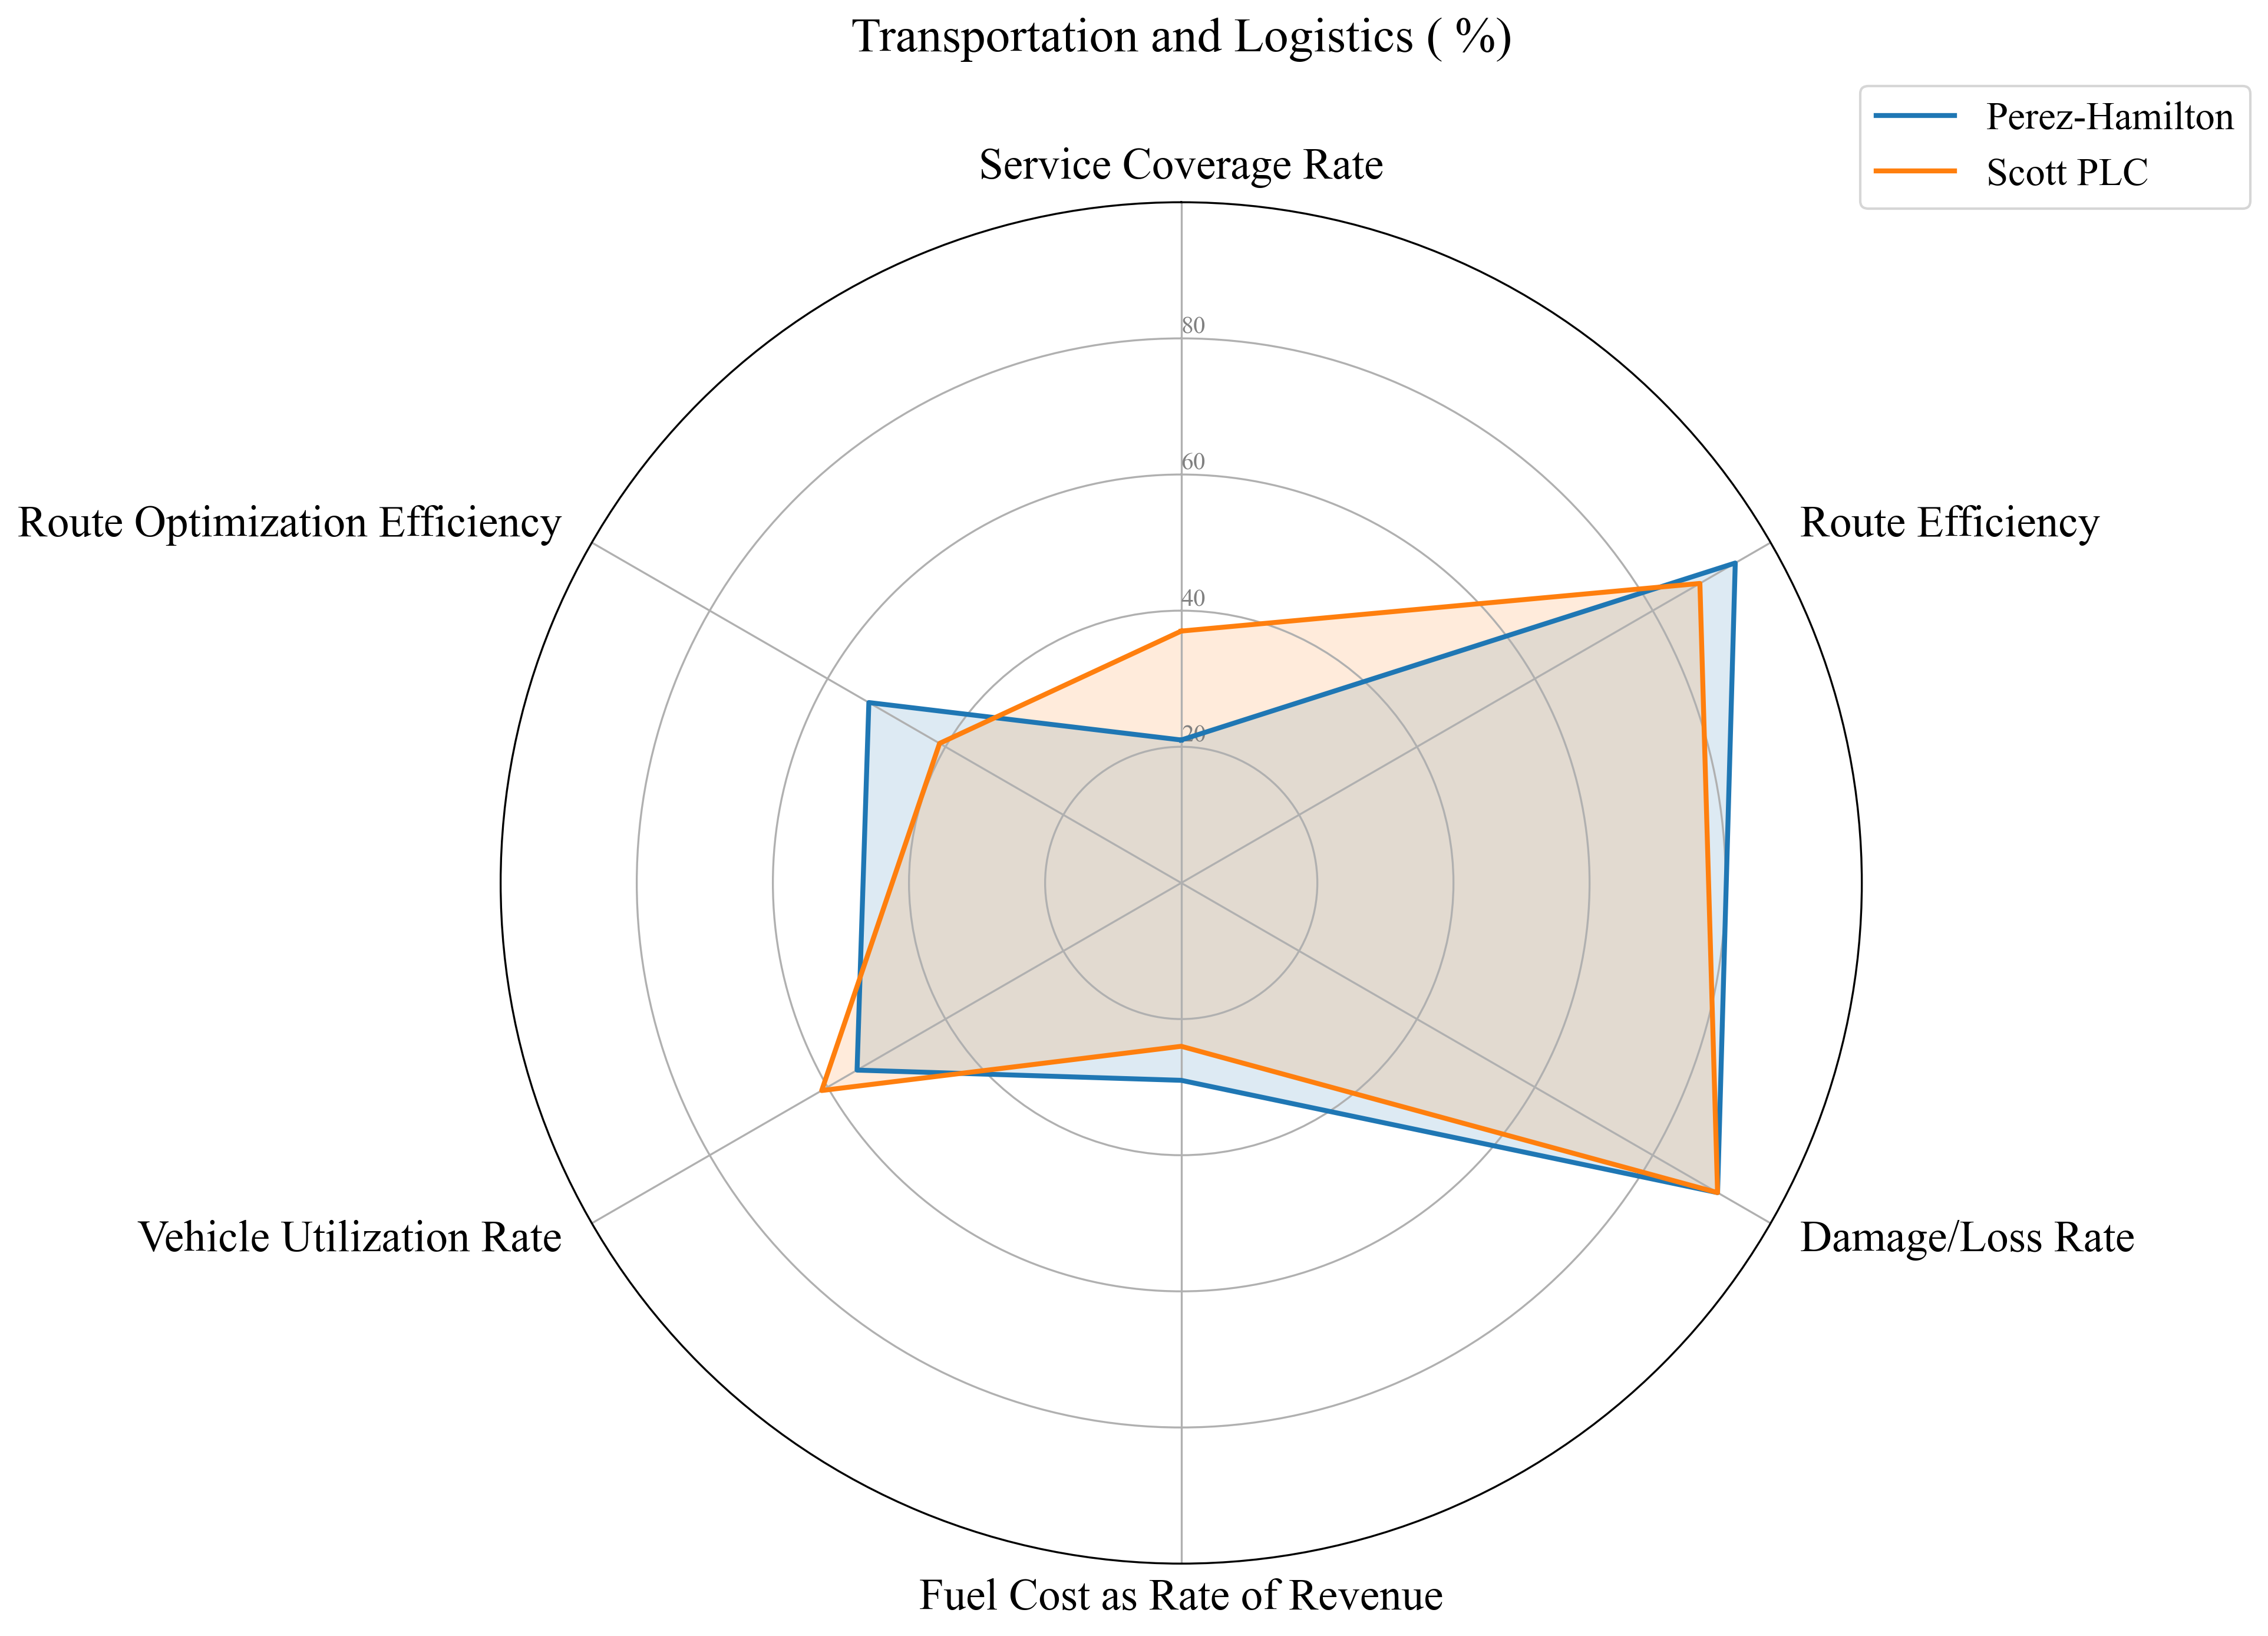 Transportation and Logistics ( %)
Perez-Hamilton
Scott PLC
Service Coverage Rate
80
60
Route Optimization Efficiency
Route Efficiency
40
20
Vehicle Utilization Rate
Damage/Loss Rate
Fuel Cost as Rate of Revenue